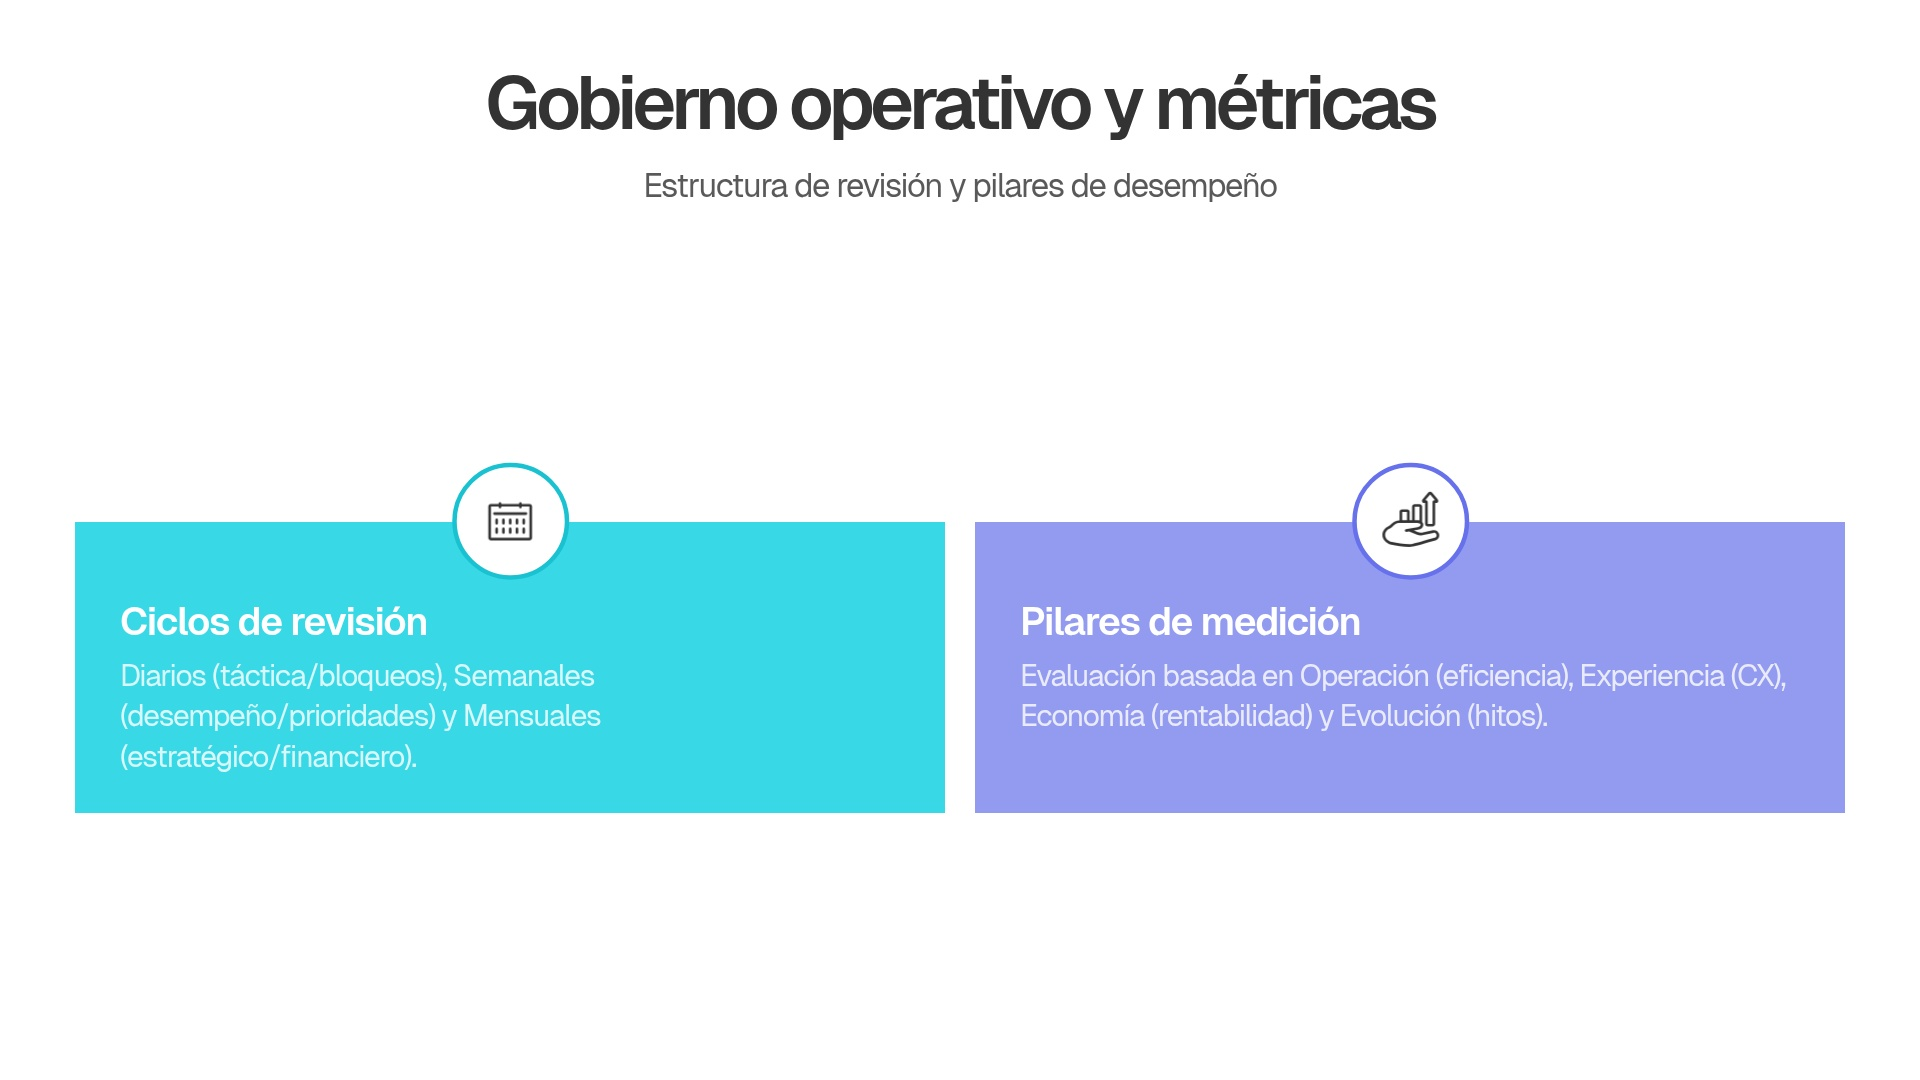 Gobierno operativo y métricas
Estructura de revisión y pilares de desempeño
Ciclos de revisión
Diarios (táctica/bloqueos), Semanales
(desempeño/prioridades) y Mensuales
(estratégico/financiero).
Pilares de medición
Evaluación basada en Operación (eficiencia), Experiencia (CX),
Economía (rentabilidad) y Evolución (hitos).